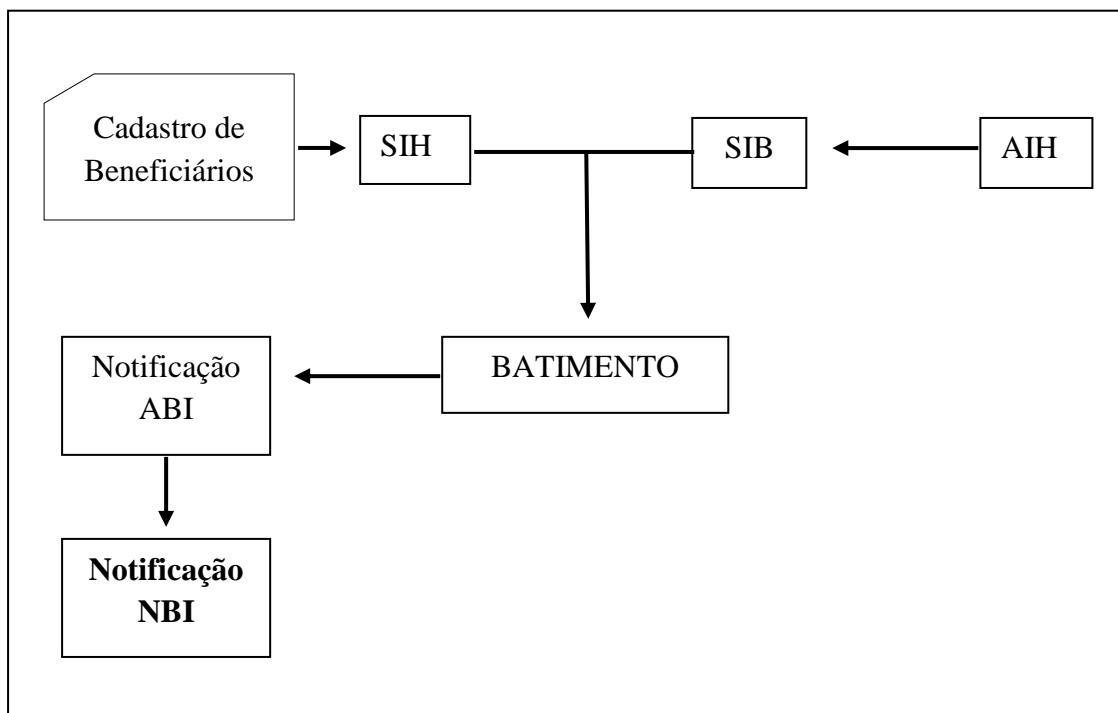 Cadastro de
Beneficiários
SIH
SIB
AIH
BATIMENTO
Notificação
ABI
Notificação
NBI